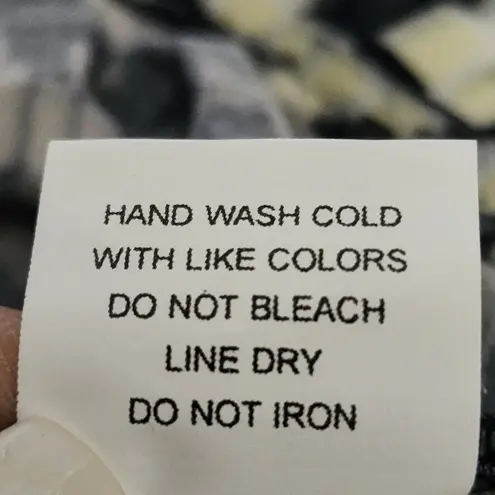 HAND WASH COLD
WITH LIKE COLORS
DO NOT BLEACH
LINE DRY
DO NOT IRON